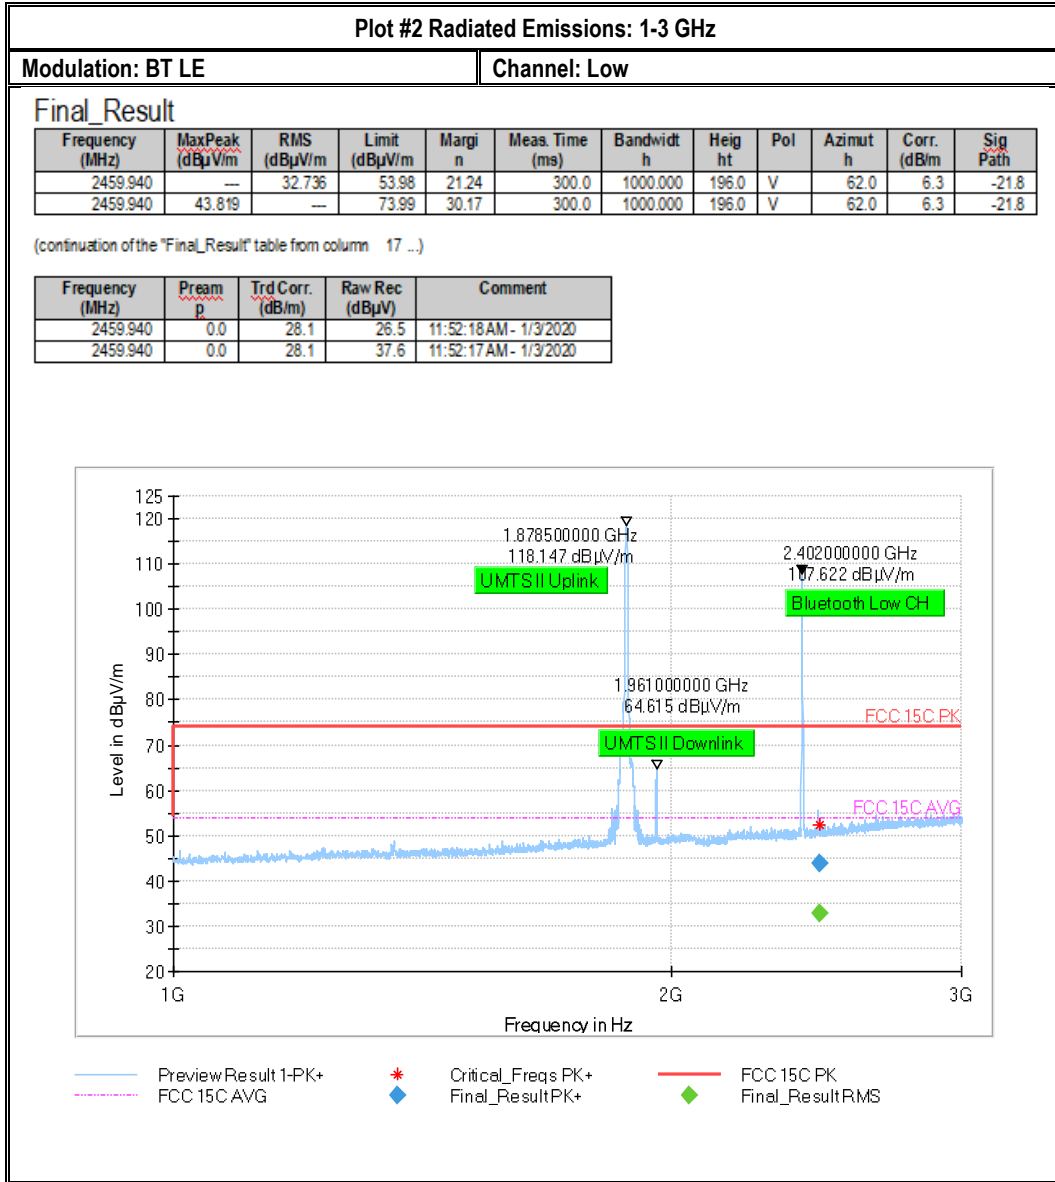 Plot #2 Radiated Emissions: 1-3 GHz
Modulation: BT LE Channel: Low
Final_Result
Frequency (MHz) MaxPeak (dBµV/m RMS (dBµV/m Limit (dBµV/m Margi n Meas. Time (ms) Bandwidt h Heig ht Pol Azimut h Corr. (dB/m Sig Path
2459.940 --- 32.736 53.98 21.24 300.0 1000.000 196.0 V 62.0 6.3 -21.8
2459.940 43.819 --- 73.99 30.17 300.0 1000.000 196.0 V 62.0 6.3 -21.8
(continuation of the "Final_Result" table from column 17 ...)
Frequency (MHz) Pream p Trd Corr. (dB/m) Raw Rec (dBµV) Comment
2459.940 0.0 28.1 26.5 11:52:18 AM - 1/3/2020
2459.940 0.0 28.1 37.6 11:52:17 AM - 1/3/2020
125
120
110
100
90
80
70
60
50
40
30
20
Level in dBµV/m
1.878500000 GHz
118.147 dBµV/m
UMTS II Uplink
2.402000000 GHz
107.622 dBµV/m
Bluetooth Low CH
1.961000000 GHz
64.615 dBµV/m
UMTS II Downlink
FCC 15C PK
FCC 15C AVG
1G 2G 3G
Frequency in Hz
Preview Result 1-PK+ Critical_Freqs PK+ FCC 15C PK
FCC 15C AVG Final_Result PK+ Final_Result RMS